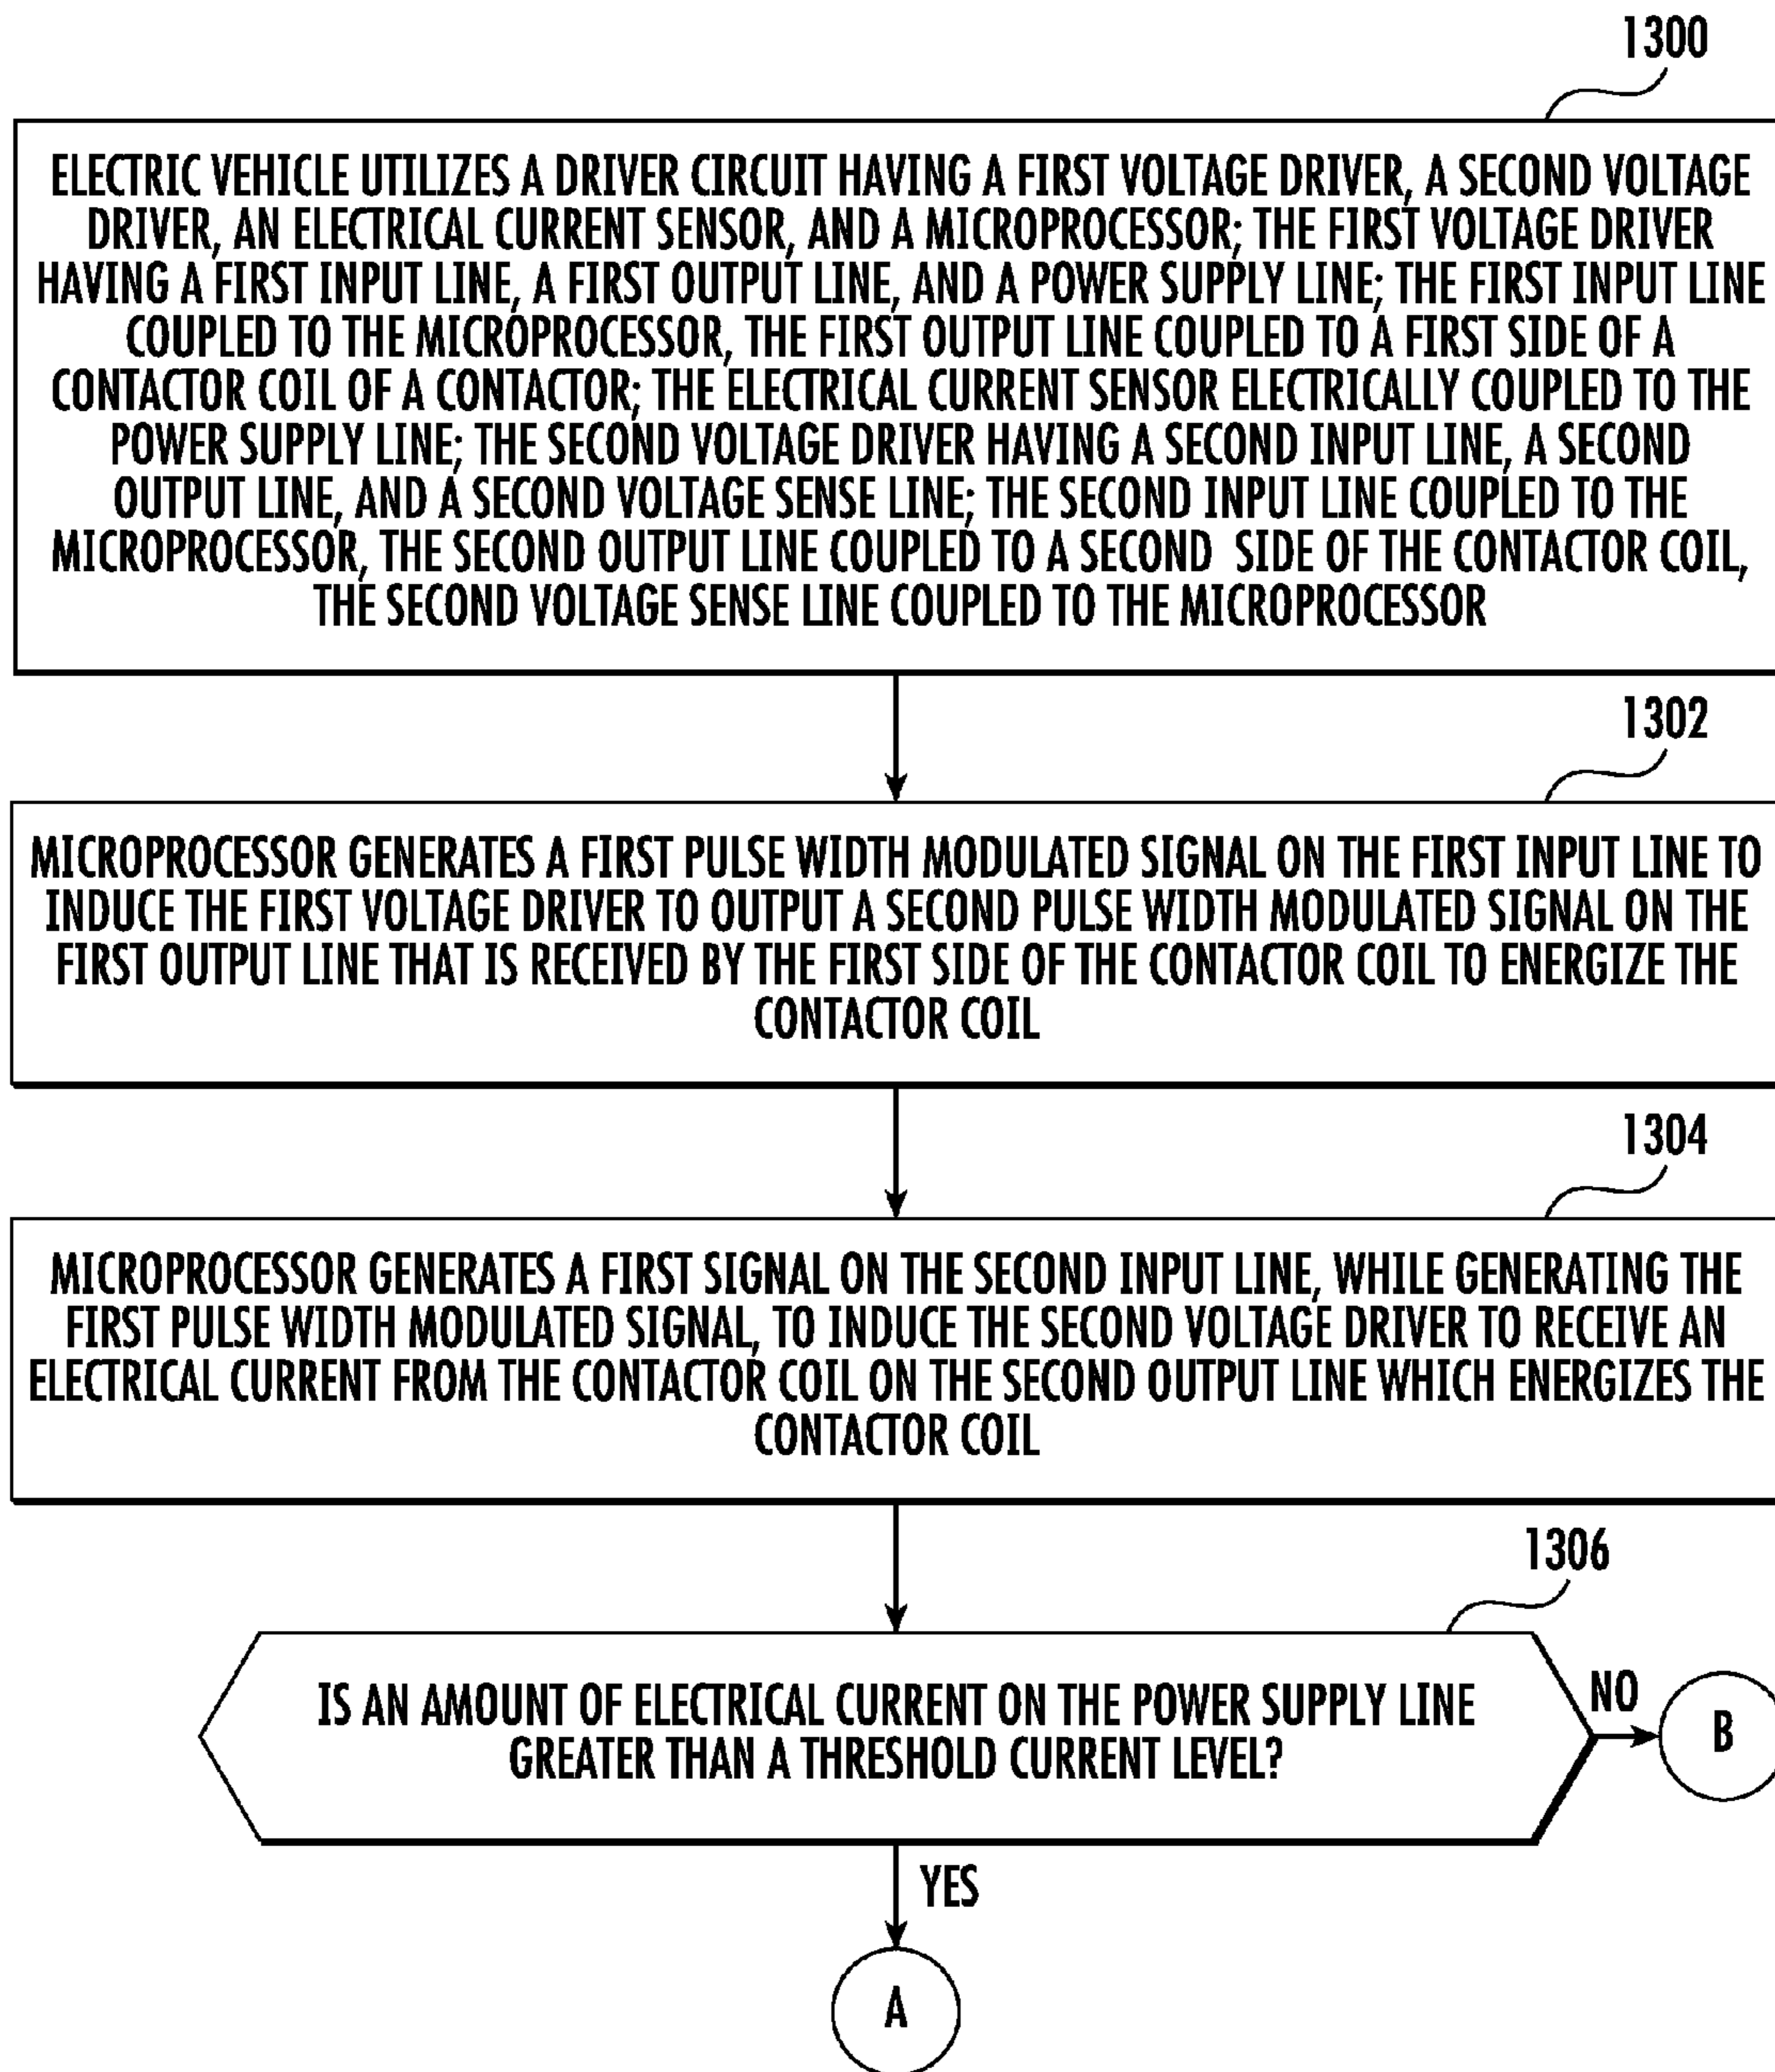 1300
ELECTRIC VEHICLE UTILIZES A DRIVER CIRCUIT HAVING A FIRST VOLTAGE DRIVER, A SECOND VOLTAGE
DRIVER, AN ELECTRICAL CURRENT SENSOR, AND A MICROPROCESSOR; THE FIRST VOLTAGE DRIVER
HAVING A FIRST INPUT LINE, A FIRST OUTPUT LINE, AND A POWER SUPPLY LINE; THE FIRST INPUT LINE
COUPLED TO THE MICROPROCESSOR, THE FIRST OUTPUT LINE COUPLED TO A FIRST SIDE OF A
CONTACTOR COIL OF A CONTACTOR; THE ELECTRICAL CURRENT SENSOR ELECTRICALLY COUPLED TO THE
POWER SUPPLY LINE; THE SECOND VOLTAGE DRIVER HAVING A SECOND INPUT LINE, A SECOND
OUTPUT LINE, AND A SECOND VOLTAGE SENSE LINE; THE SECOND INPUT LINE COUPLED TO THE
MICROPROCESSOR, THE SECOND OUTPUT LINE COUPLED TO A SECOND SIDE OF THE CONTACTOR COIL,
THE SECOND VOLTAGE SENSE LINE COUPLED TO THE MICROPROCESSOR
1302
MICROPROCESSOR GENERATES A FIRST PULSE WIDTH MODULATED SIGNAL ON THE FIRST INPUT LINE TO
INDUCE THE FIRST VOLTAGE DRIVER TO OUTPUT A SECOND PULSE WIDTH MODULATED SIGNAL ON THE
FIRST OUTPUT LINE THAT IS RECEIVED BY THE FIRST SIDE OF THE CONTACTOR COIL TO ENERGIZE THE
CONTACTOR COIL
1304
MICROPROCESSOR GENERATES A FIRST SIGNAL ON THE SECOND INPUT LINE, WHILE GENERATING THE
FIRST PULSE WIDTH MODULATED SIGNAL, TO INDUCE THE SECOND VOLTAGE DRIVER TO RECEIVE AN
ELECTRICAL CURRENT FROM THE CONTACTOR COIL ON THE SECOND OUTPUT LINE WHICH ENERGIZES THE
CONTACTOR COIL
1306
IS AN AMOUNT OF ELECTRICAL CURRENT ON THE POWER SUPPLY LINE
GREATER THAN A THRESHOLD CURRENT LEVEL?
NO
B
YES
A